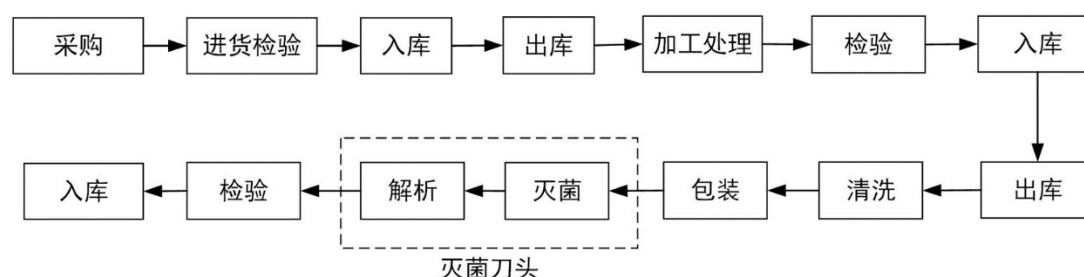 采购 进货检验 入库 出库 加工处理 检验 入库
入库 检验 解析 灭菌 包装 清洗 出库
灭菌刀头